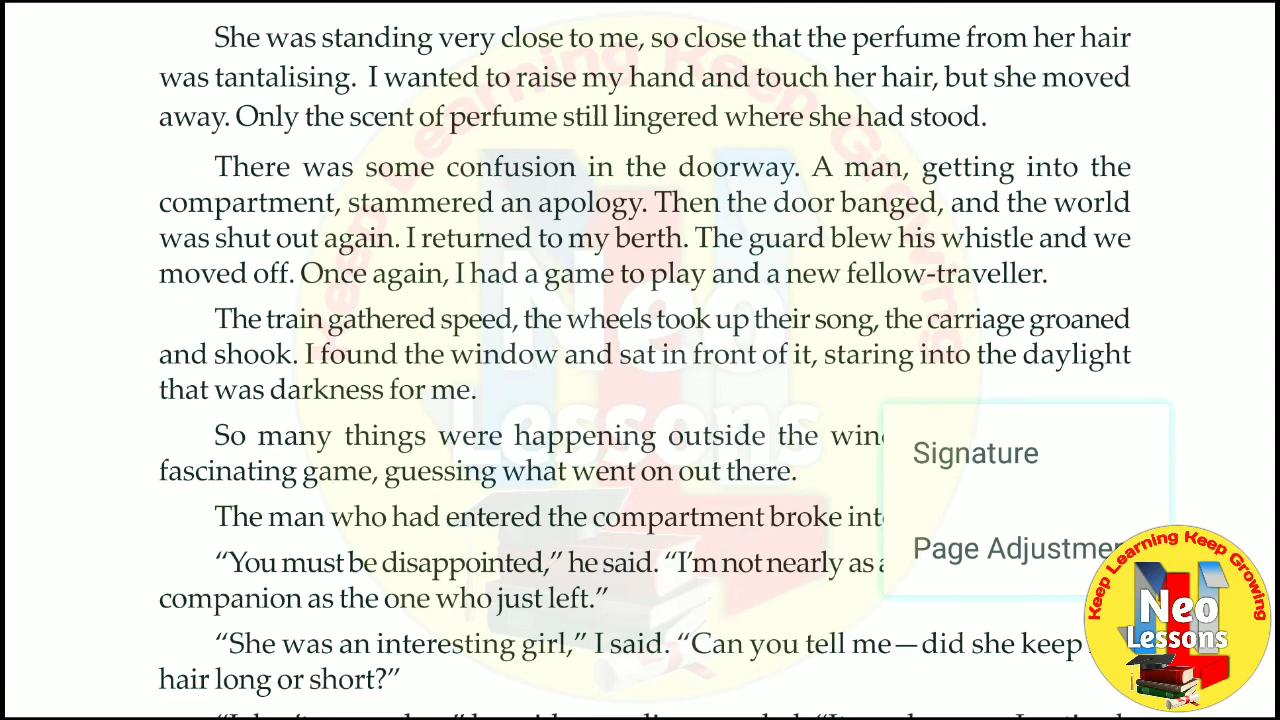 She was standing very close to me, so close that the perfume from her hair
was tantalising. I wanted to raise my hand and touch her hair, but she moved
away. Only the scent of perfume still lingered where she had stood.
There was some confusion in the doorway. A man, getting into the
compartment, stammered an apology. Then the door banged, and the world
was shut out again. I returned to my berth. The guard blew his whistle and we
moved off. Once again, I had a game to play and a new fellow-traveller.
The train gathered speed, the wheels took up their song, the carriage groaned
and shook. I found the window and sat in front of it, staring into the daylight
that was darkness for me.
So many things were happening outside the
fascinating game, guessing what went on out there.
The man who had entered the compartment broke
"You must be disappointed," he said. "I'm not nearly as
companion as the one who just left."
"She was an interesting girl," I said. "Can you tell me—did she keep
hair long or short?"
Signature
Page
Keep Learning Keep Growing
Neo
Lessons
Keep Learning Keep Growing
Neo
Lessons